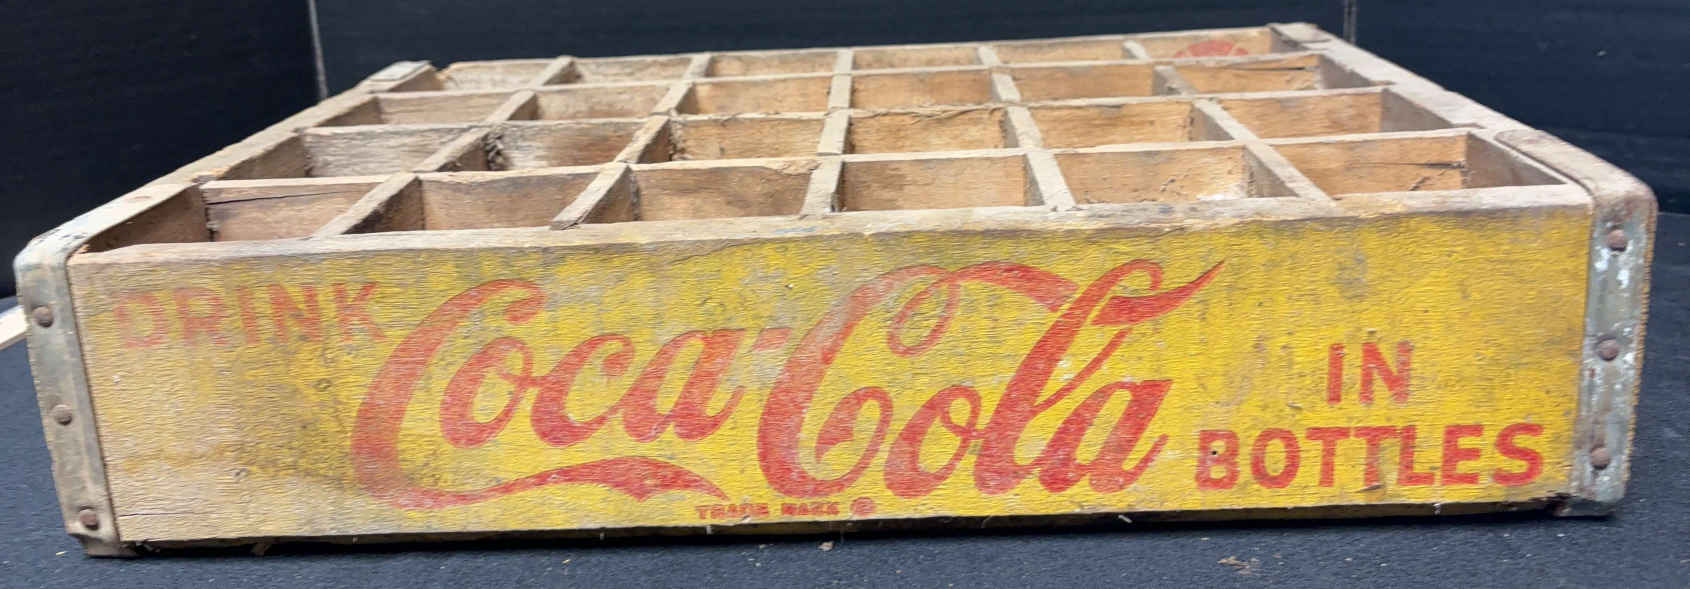 DRINK Coca-Cola IN
BOTTLES
TRADE MARK ®